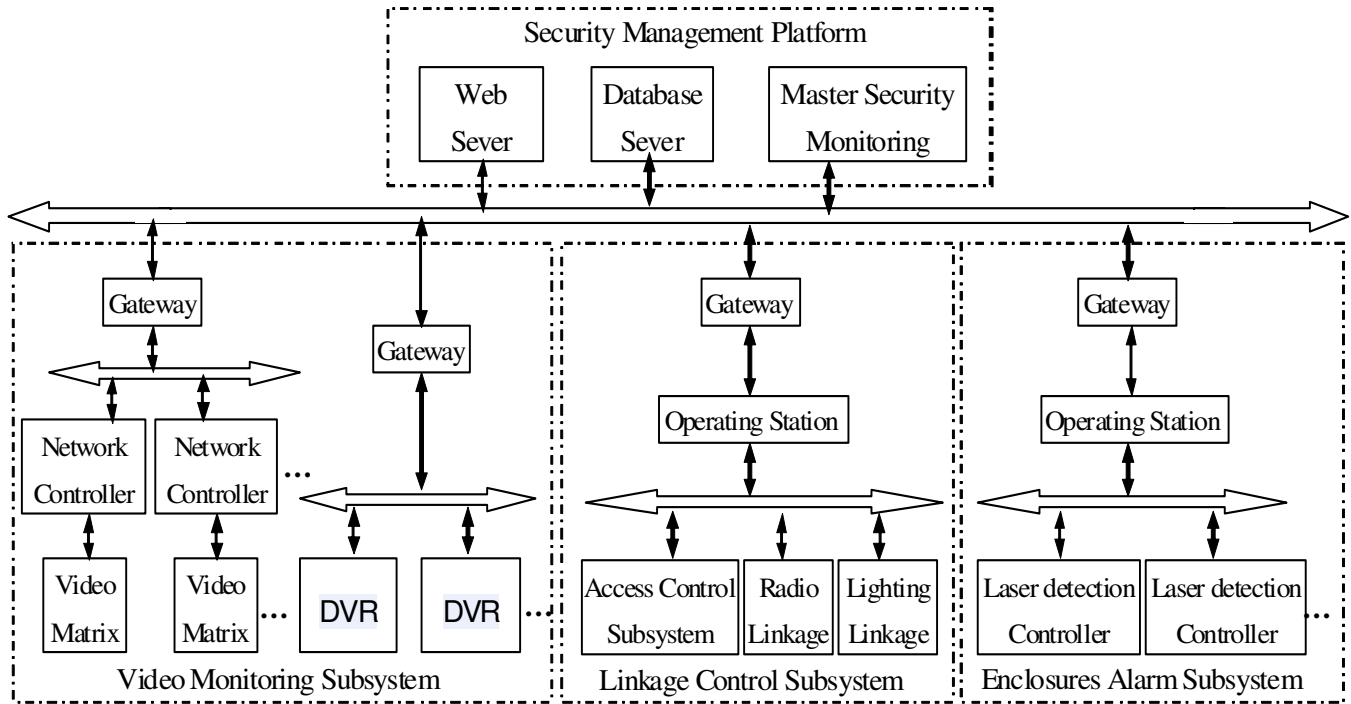 Security Management Platform
Web
Sever
Database
Sever
Master Security
Monitoring
Gateway
Network
Controller
Network
Controller
...
Video
Matrix
Video
Matrix
...
Gateway
DVR
DVR
...
Video Monitoring Subsystem
Gateway
Operating Station
Access Control
Subsystem
Radio
Linkage
Lighting
Linkage
Linkage Control Subsystem
Gateway
Operating Station
Laser detection
Controller
Laser detection
Controller
...
Enclosures Alarm Subsystem